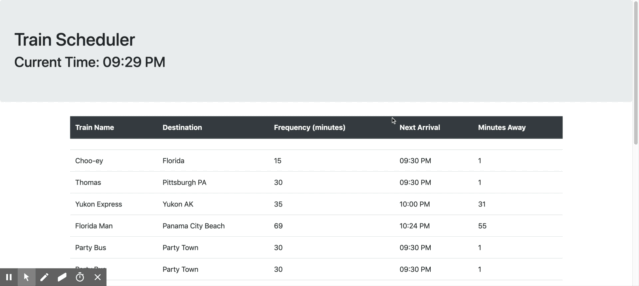 Train Scheduler
Current Time: 09:29 PM
Train Name Destination Frequency (minutes) Next Arrival Minutes Away
Choo-ey Florida 15 09:30 PM 1
Thomas Pittsburgh PA 30 09:30 PM 1
Yukon Express Yukon AK 35 10:00 PM 31
Florida Man Panama City Beach 69 10:24 PM 55
Party Bus Party Town 30 09:30 PM 1
Party Town 30 09:30 PM 1